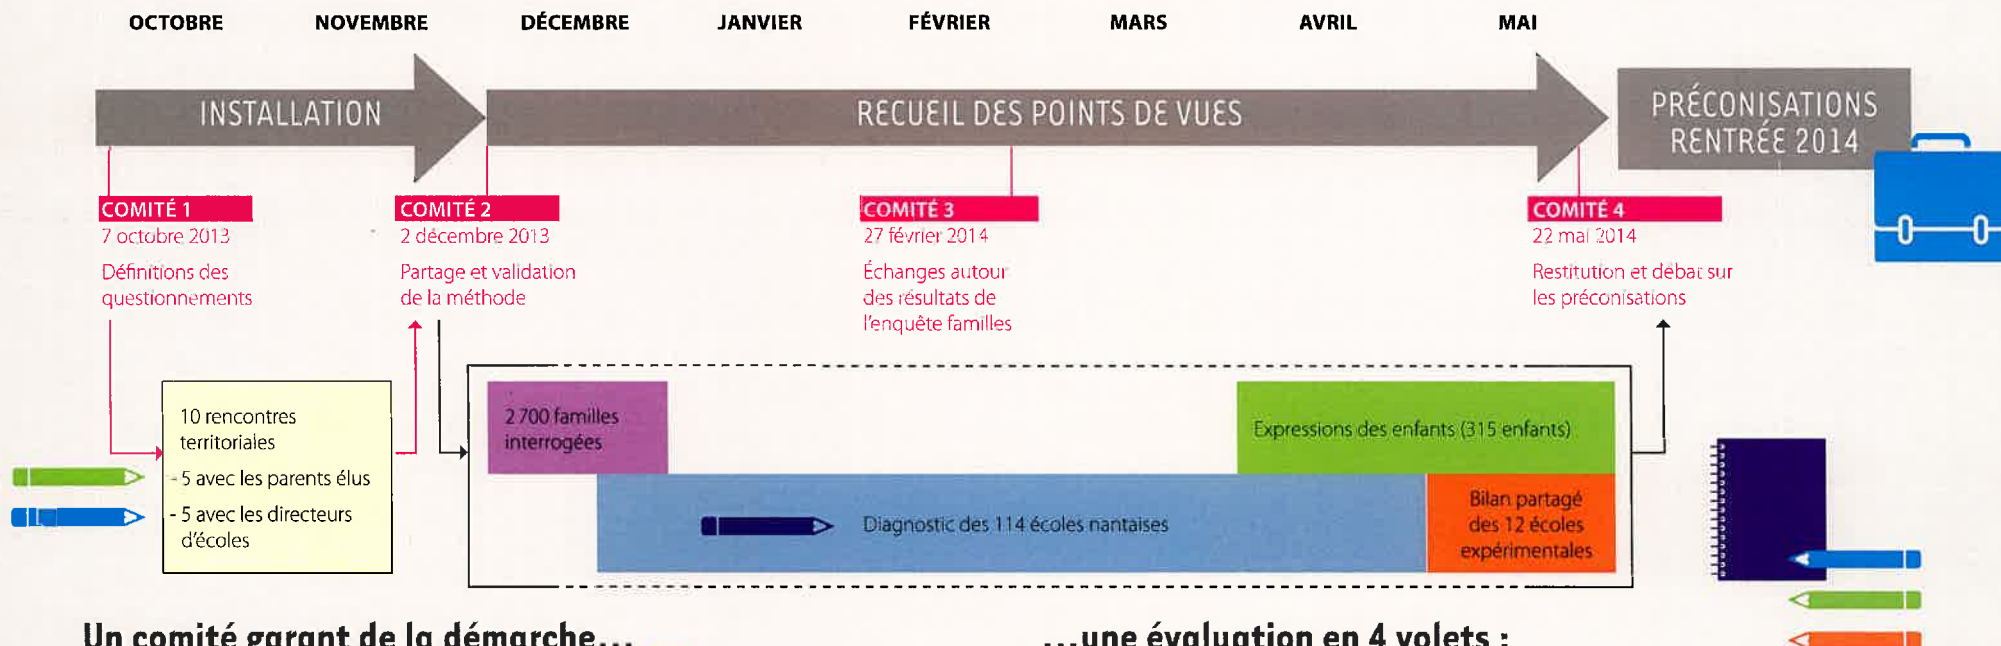 OCTOBRE NOVEMBRE DÉCEMBRE JANVIER FÉVRIER MARS AVRIL MAI
INSTALLATION
RECUEIL DES POINTS DE VUES
PRÉCONISATIONS
RENTRÉE 2014
COMITÉ 1
7 octobre 2013
Définitions des
questionnements
COMITÉ 2
2 décembre 2013
Partage et validation
de la méthode
COMITÉ 3
27 février 2014
Échanges autour
des résultats de
l'enquête familles
COMITÉ 4
22 mai 2014
Restitution et débat sur
les préconisations
10 rencontres
territoriales
- 5 avec les parents élus
- 5 avec les directeurs
d'écoles
2 700 familles
interrogées
Expressions des enfants (315 enfants)
Diagnostic des 114 écoles nantaises
Bilan partagé
des 12 écoles
expérimentales
Un comité garant de la démarche...
...une évaluation en 4 volets :